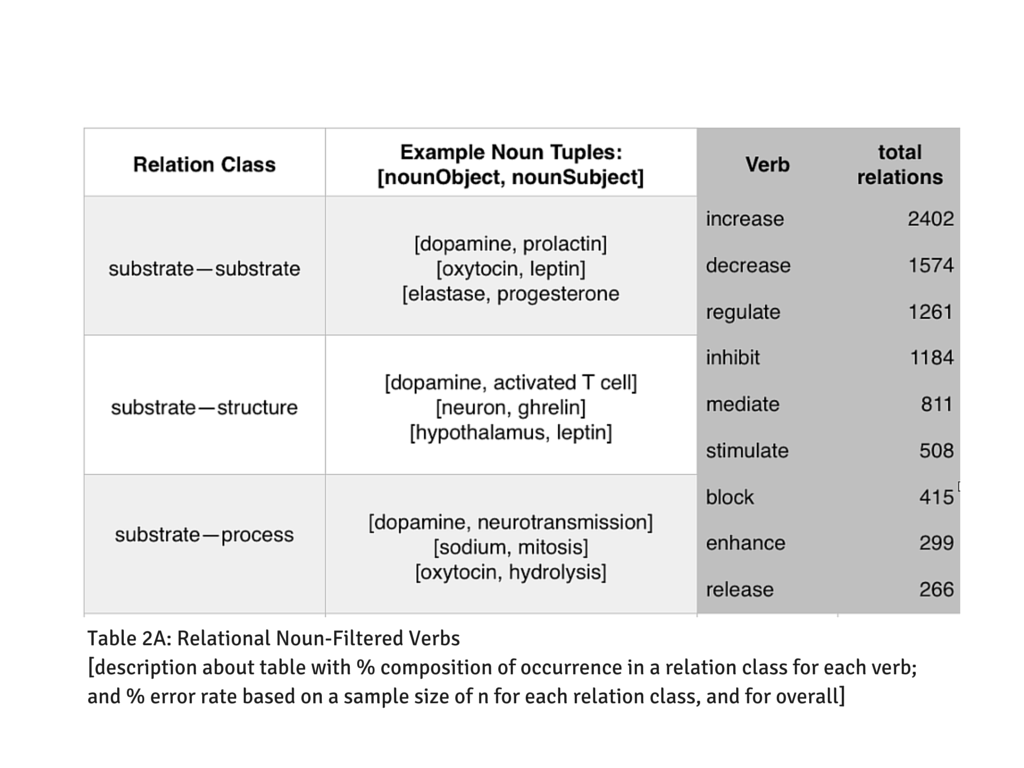 Relation Class
Example Noun Tuples:
[nounObject, nounSubject]
Verb
total
relations
substrate—substrate
[dopamine, prolactin]
[oxytocin, leptin]
[elastase, progesterone
substrate—structure
[dopamine, activated T cell]
[neuron, ghrelin]
[hypothalamus, leptin]
substrate—process
[dopamine, neurotransmission]
[sodium, mitosis]
[oxytocin, hydrolysis]
increase 2402
decrease 1574
regulate 1261
inhibit 1184
mediate 811
stimulate 508
block 415
enhance 299
release 266
Table 2A: Relational Noun-Filtered Verbs
[description about table with % composition of occurrence in a relation class for each verb;
and % error rate based on a sample size of n for each relation class, and for overall]